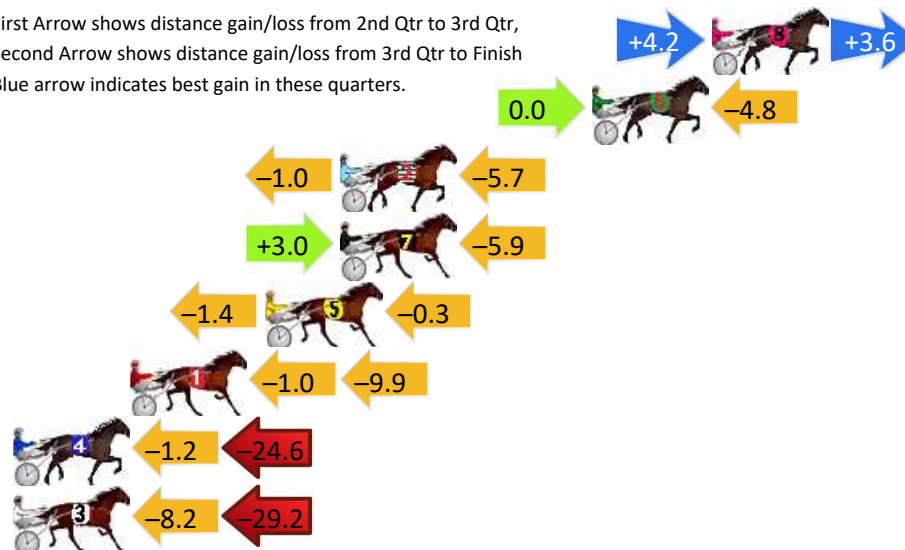 irst Arrow shows distance gain/loss from 2nd Qtr to 3rd Qtr,
econd Arrow shows distance gain/loss from 3rd Qtr to Finish
Blue arrow indicates best gain in these quarters.
+4.2 8 +3.6
0.0 6 –4.8
–1.0 2 –5.7
+3.0 7 –5.9
–1.4 5 –0.3
1 –1.0 –9.9
4 –1.2 –24.6
3 –8.2 –29.2